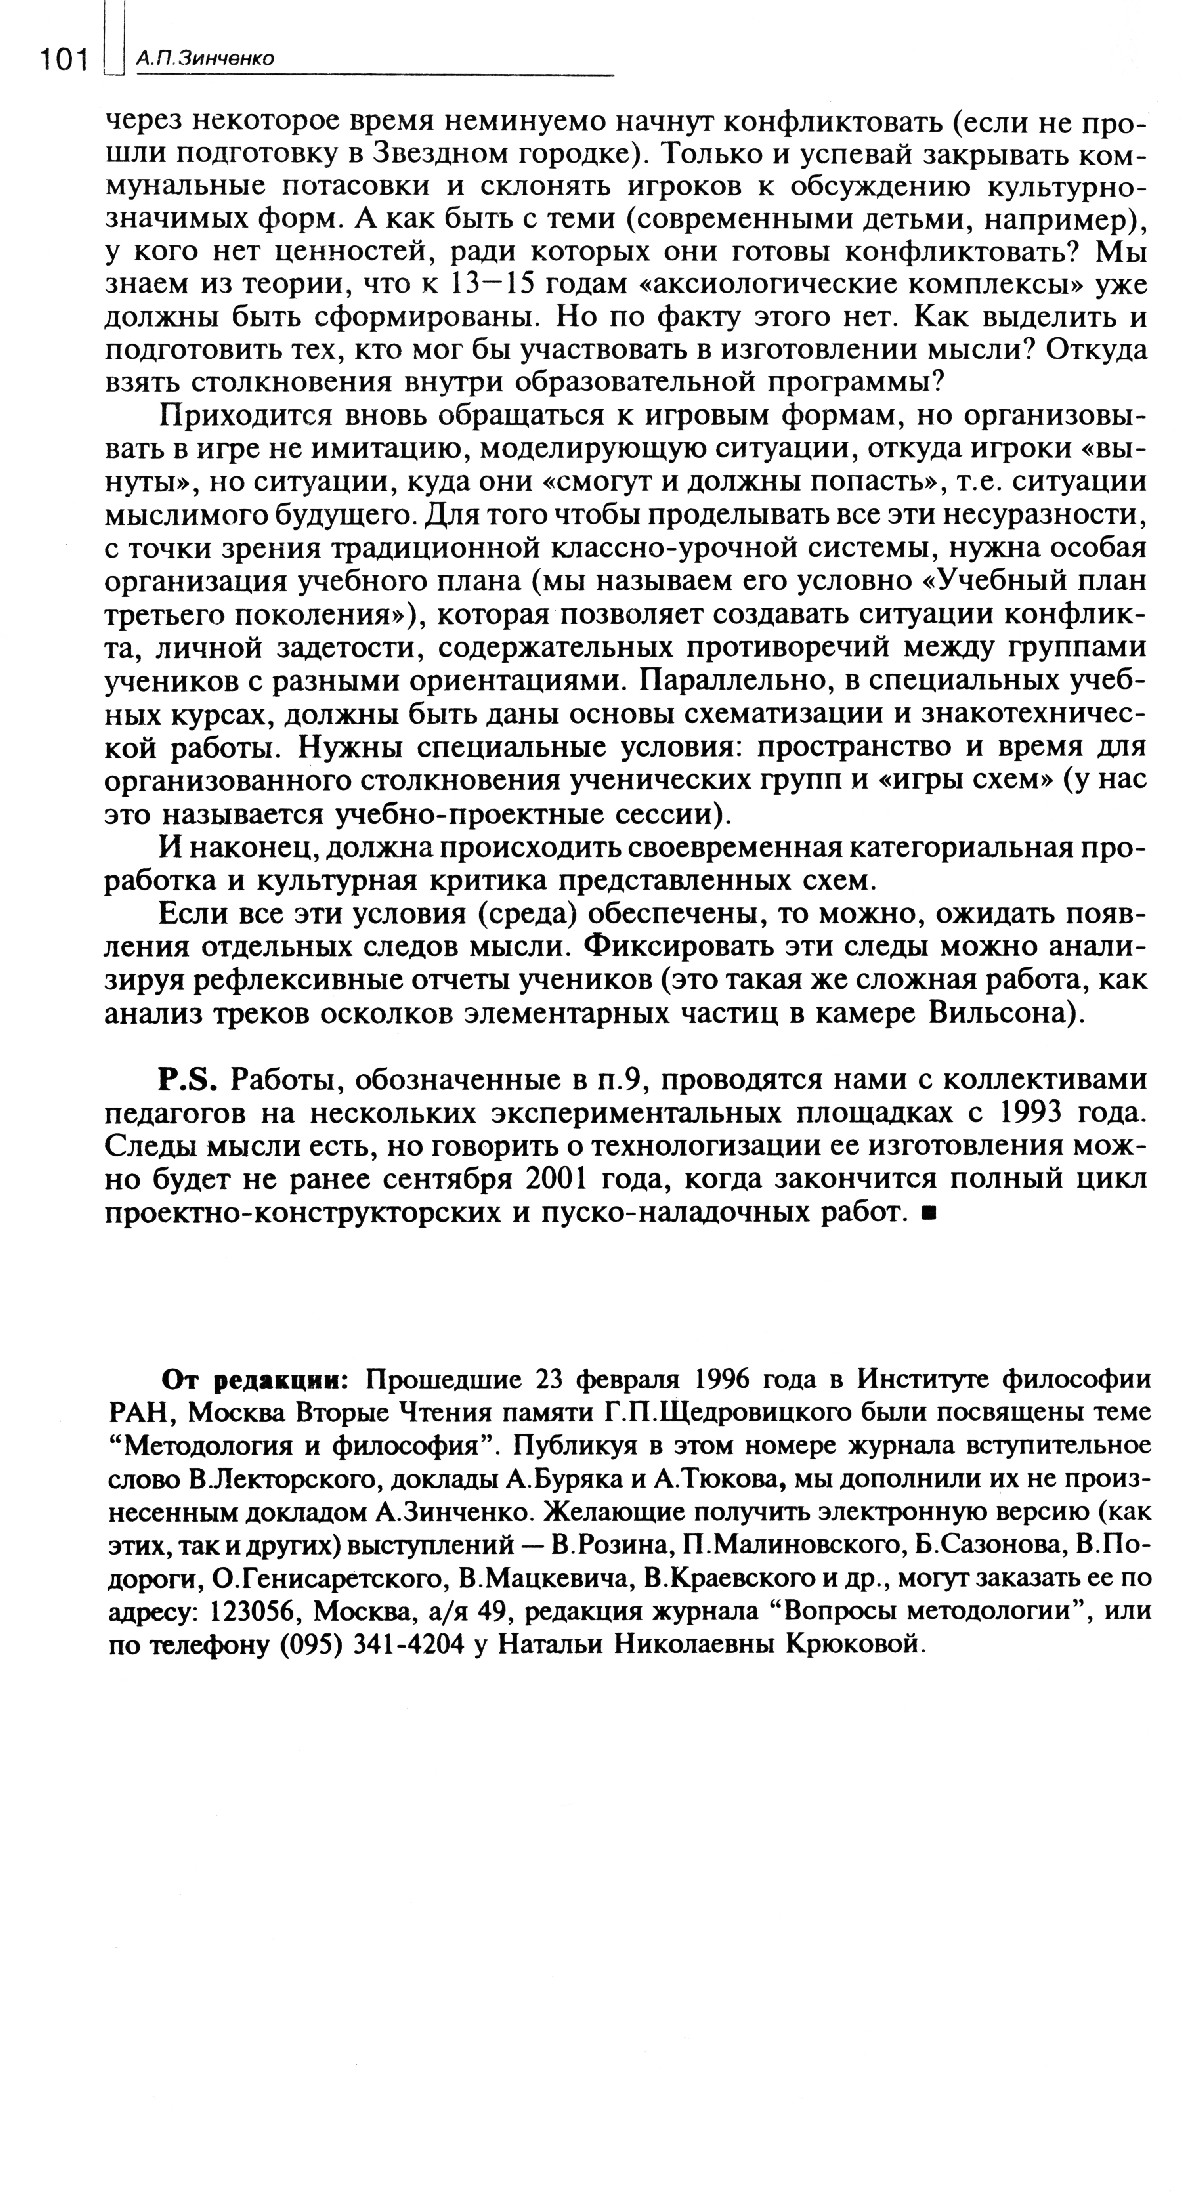 101 А.П.Зинченко
через некоторое время неминуемо начнут конфликтовать (если не про-
шли подготовку в Звездном городке). Только и успевай закрывать ком-
мунальные потасовки и склонять игроков к обсуждению культурно-
значимых форм. А как быть с теми (современными детьми, например),
у кого нет ценностей, ради которых они готовы конфликтовать? Мы
знаем из теории, что к 13—15 годам «аксиологические комплексы» уже
должны быть сформированы. Но по факту этого нет. Как выделить и
подготовить тех, кто мог бы участвовать в изготовлении мысли? Откуда
взять столкновения внутри образовательной программы?
Приходится вновь обращаться к игровым формам, но организовы-
вать в игре не имитацию, моделирующую ситуации, откуда игроки «вы-
нуты», но ситуации, куда они «смогут и должны попасть», т.е. ситуации
мыслимого будущего. Для того чтобы проделывать все эти несуразности,
с точки зрения традиционной классно-урочной системы, нужна особая
организация учебного плана (мы называем его условно «Учебный план
третьего поколения»), которая позволяет создавать ситуации конфлик-
та, личной задетости, содержательных противоречий между группами
учеников с разными ориентациями. Параллельно, в специальных учеб-
ных курсах, должны быть даны основы схематизации и знакотехничес-
кой работы. Нужны специальные условия: пространство и время для
организованного столкновения ученических групп и «игры схем» (у нас
это называется учебно-проектные сессии).
И наконец, должна происходить своевременная категориальная про-
работка и культурная критика представленных схем.
Если все эти условия (среда) обеспечены, то можно, ожидать появ-
ления отдельных следов мысли. Фиксировать эти следы можно анали-
зируя рефлексивные отчеты учеников (это такая же сложная работа, как
анализ треков осколков элементарных частиц в камере Вильсона).
P.S. Работы, обозначенные в п.9, проводятся нами с коллективами
педагогов на нескольких экспериментальных площадках с 1993 года.
Следы мысли есть, но говорить о технологизации ее изготовления мож-
но будет не ранее сентября 2001 года, когда закончится полный цикл
проектно-конструкторских и пуско-наладочных работ. ■
От редакции: Прошедшие 23 февраля 1996 года в Институте философии
РАН, Москва Вторые Чтения памяти Г.П.Щедровицкого были посвящены теме
“Методология и философия”. Публикуя в этом номере журнала вступительное
слово В.Лекторского, доклады А.Буряка и А.Тюкова, мы дополнили их не произ-
несенным докладом А.Зинченко. Желающие получить электронную версию (как
этих, так и других) выступлений — В.Розина, П.Малиновского, Б.Сазонова, В.По-
дороги, О.Генисаретского, В.Мацкевича, В.Краевского и др., могут заказать ее по
адресу: 123056, Москва, а/я 49, редакция журнала “Вопросы методологии”, или
по телефону (095) 341-4204 у Натальи Николаевны Крюковой.